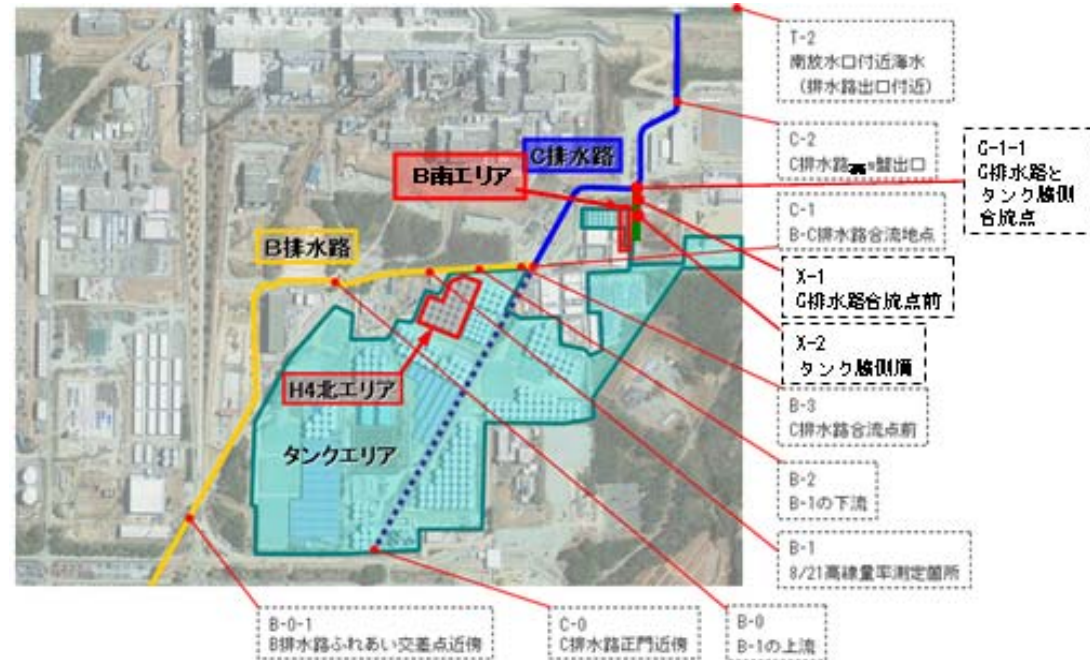 T-2
南放水口付近海水
(排水路出口付近)
C-2
C排水路 盤出口
C-1-1
C排水路と
タンク脇側
合流点
C排水路
B南エリア
C-1
B-C排水路合流地点
B排水路
X-1
C排水路合流点前
X-2
タンク脇側溝
H4北エリア
B-3
C排水路合流点前
タンクエリア
B-2
B-1の下流
B-1
8/21高線量率測定箇所
B-0-1
B排水路ふれあい交差点近傍
C-0
C排水路正門近傍
B-0
B-1の上流